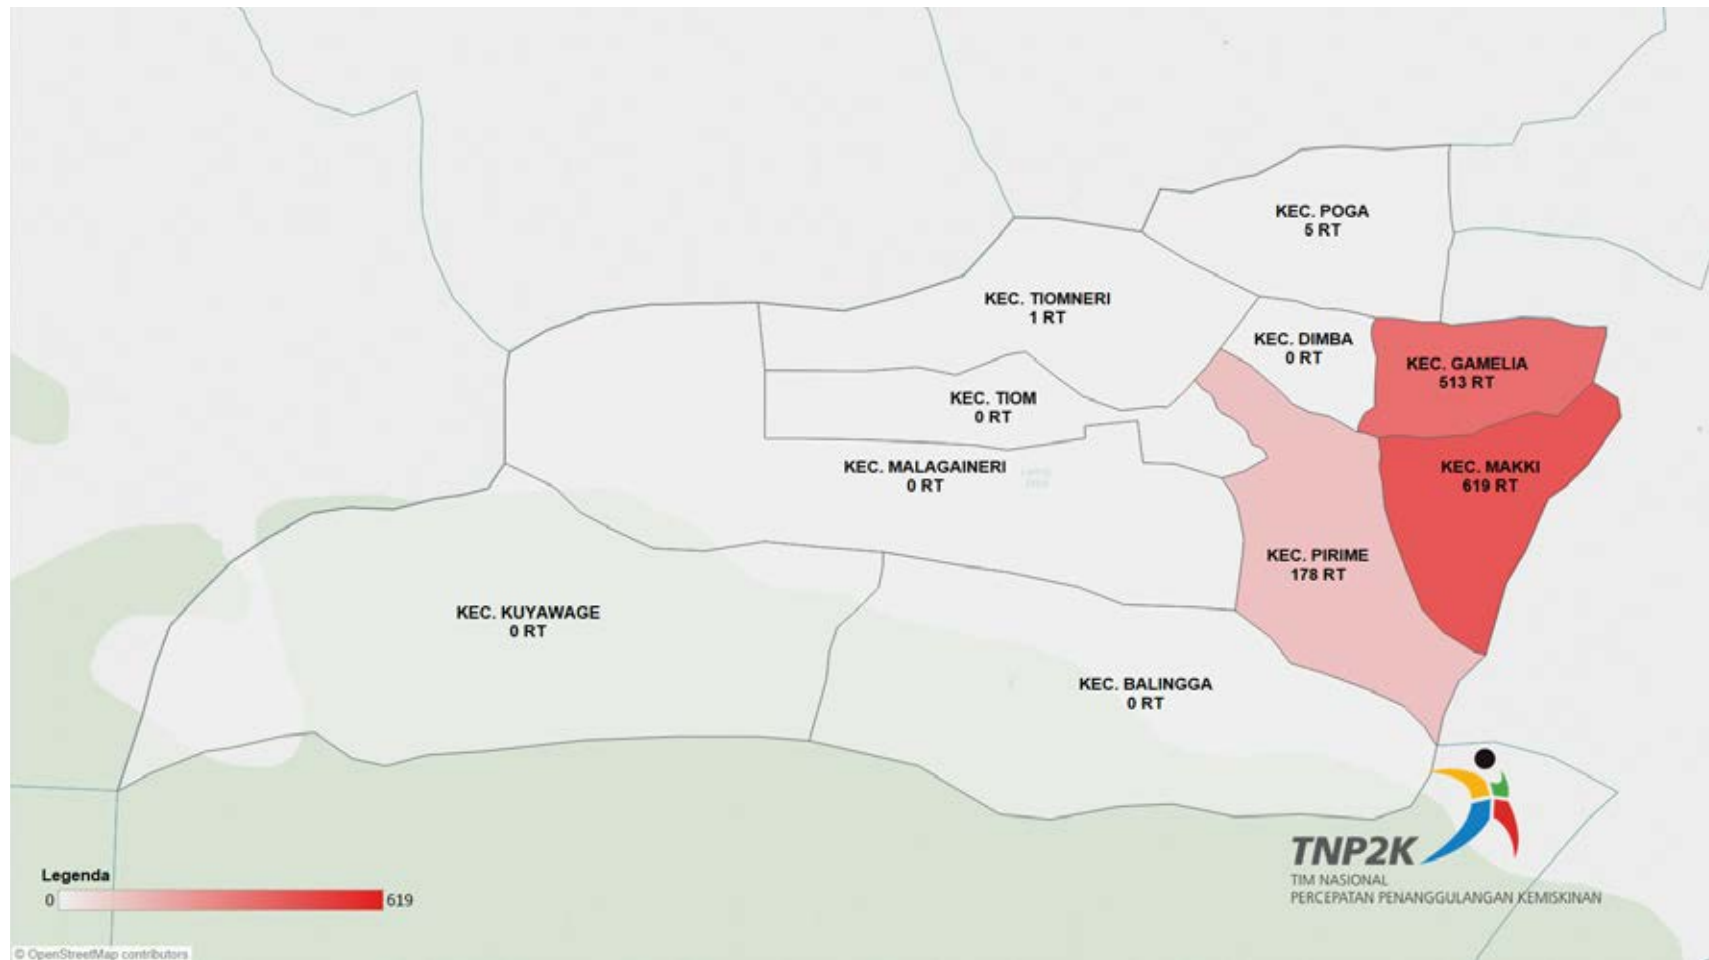 KEC. POGA
5 RT
KEC. TIOMNERI
1 RT
KEC. DIMBA
0 RT
KEC. GAMELIA
513 RT
KEC. TIOM
0 RT
KEC. MALAGAINERI
0 RT
KEC. MAKKI
619 RT
KEC. PIRIME
178 RT
KEC. KUYAWAGE
0 RT
KEC. BALINGGA
0 RT
TNP2K
TIM NASIONAL
PERCEPATAN PENANGGULANGAN KEMISKINAN
Legenda
0 619
© OpenStreetMap contributors